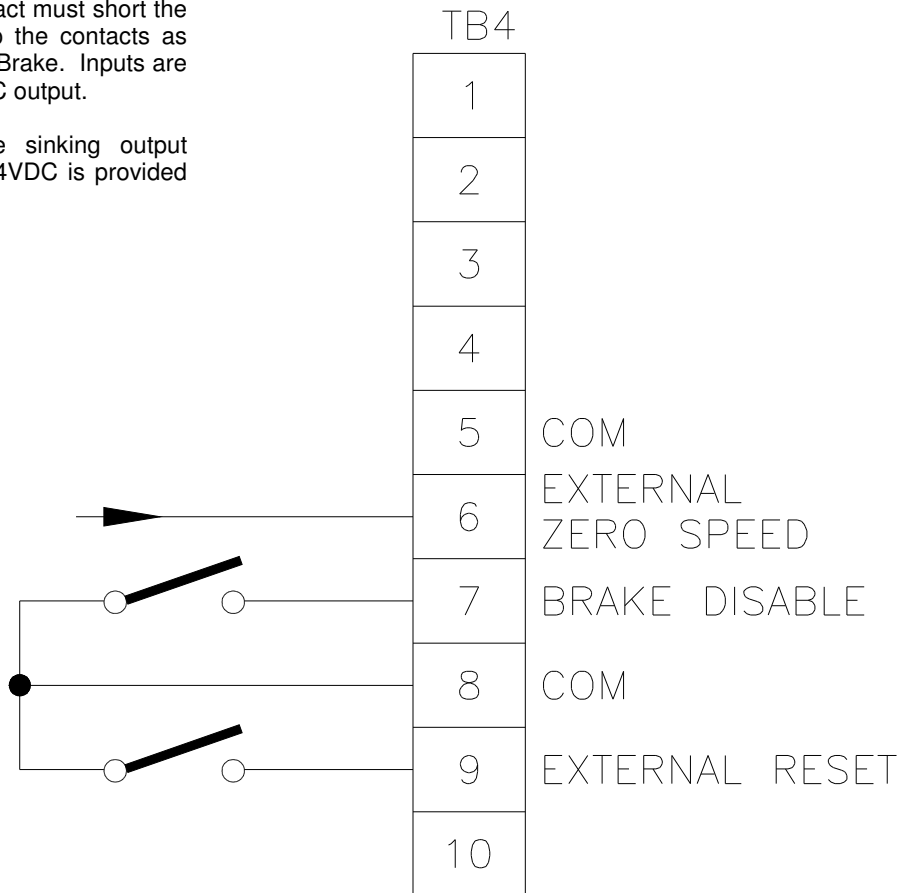 must short the
the contacts as
Brake. Inputs are
output.
sinking output
4VDC is provided
TB4
1
2
3
4
5 COM
6 EXTERNAL
ZERO SPEED
7 BRAKE DISABLE
8 COM
9 EXTERNAL RESET
10